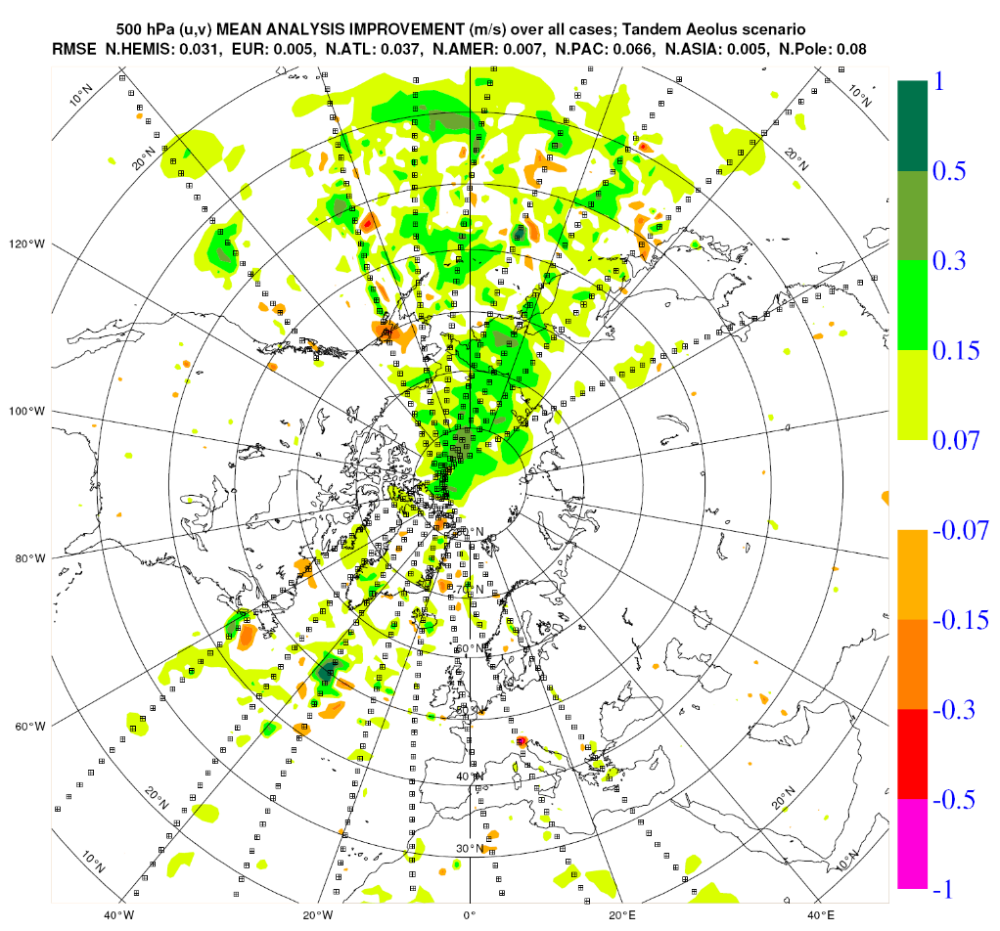 500 hPa (u,v) MEAN ANALYSIS IMPROVEMENT (m/s) over all cases; Tandem Aeolus scenario
RMSE N.HEMIS: 0.031, EUR: 0.005, N.ATL: 0.037, N.AMER: 0.007, N.PAC: 0.066, N.ASIA: 0.005, N.Pole: 0.08
10°N
10°N
1
20°N
20°N
0.5
120°W
0.3
0.15
100°W
0.07
80°N
-0.07
80°W
70°N
-0.15
60°N
-0.3
50°N
60°W
40°N
20°N
20°N
-0.5
30°N
10°N
10°N
-1
40°W
20°W
0°
20°E
40°E